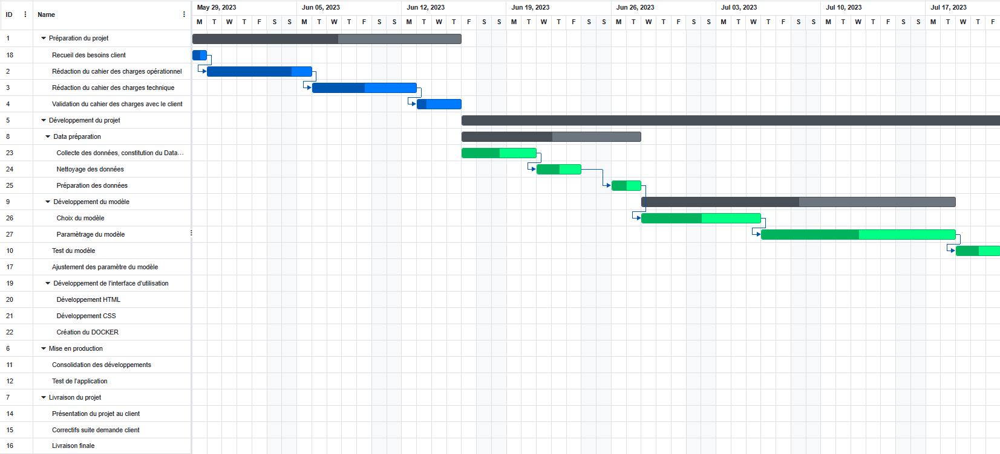 ID Name May 29, 2023 Jun 05, 2023 Jun 12, 2023 Jun 19, 2023 Jun 26, 2023 Jul 03, 2023 Jul 10, 2023 Jul 17, 2023
M T W T F S S M T W T F S S M T W T F S S M T W T F S S M T W T F S S M T W T F S S M T W T F S S M T W T F
1 Préparation du projet
18 Recueil des besoins client
2 Rédaction du cahier des charges opérationnel
3 Rédaction du cahier des charges technique
4 Validation du cahier des charges avec le client
5 Développement du projet
8 Data préparation
23 Collecte des données, constitution du Data...
24 Nettoyage des données
25 Préparation des données
9 Développement du modèle
26 Choix du modèle
27 Paramètrage du modèle
10 Test du modèle
17 Ajustement des paramètre du modèle
19 Développement de l'interface d'utilisation
20 Développement HTML
21 Développement CSS
22 Création du DOCKER
6 Mise en production
11 Consolidation des développements
12 Test de l'application
7 Livraison du projet
14 Présentation du projet au client
15 Correctifs suite demande client
16 Livraison finale